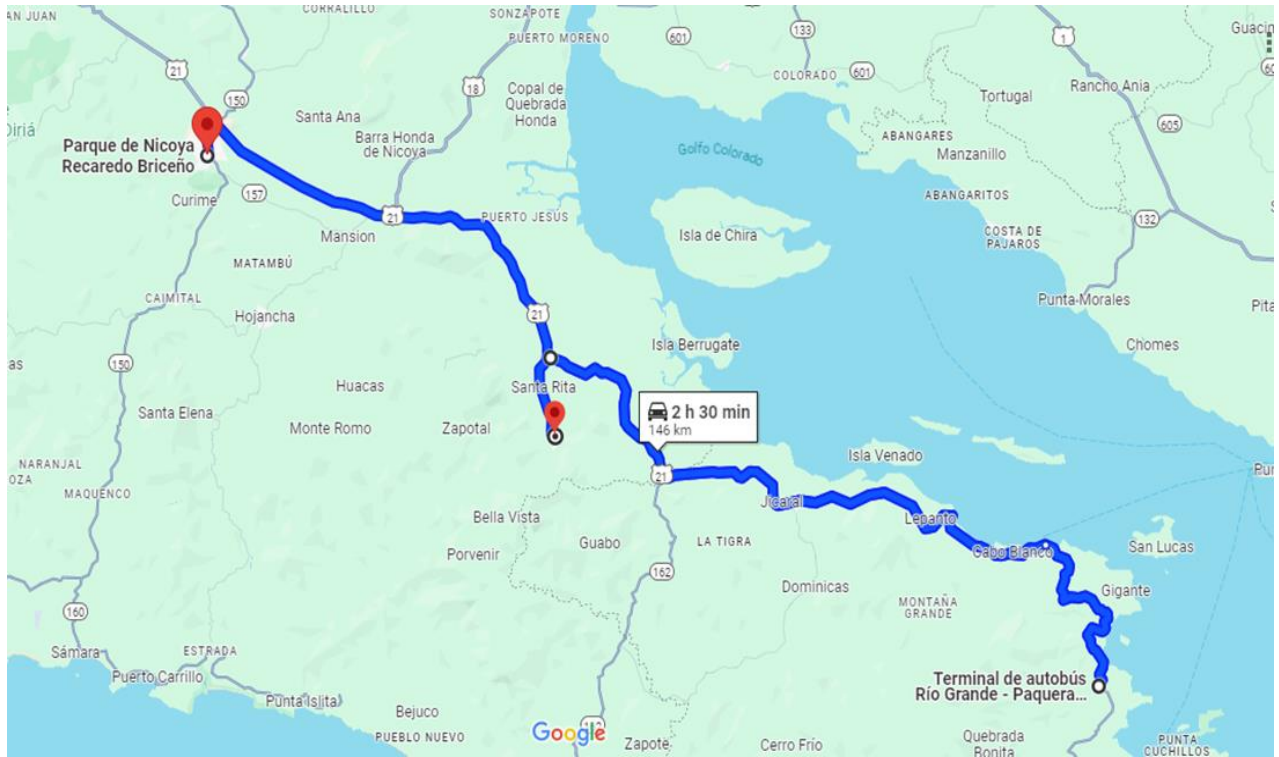 AN JUAN
CORRALILLO
SONZAPOTE
PUERTO MORENO
601
133
1
Guacim
COLORADO
601
21
150
18
Santa Ana
Copal de
Quebrada
Honda
Tortugal
Rancho Ania
605
Diriá
Parque de Nicoya
Recaredo Briceño
Barra Honda
de Nicoya
Golfo Colorado
ABANGARES
Manzanillo
ABANGARITOS
Curime
157
21
PUERTO JESÚS
132
Mansion
Isla de Chira
COSTA DE
PAJAROS
MATAMBÚ
CAIMITAL
Hojancha
21
Punta-Morales
Pita
Isla Berrugate
Chomes
150
as
Huacas
Santa Rita
2 h 30 min
146 km
Santa Elena
Monte Romo
Zapotal
Isla Venado
NARANJAL
OZA
MAQUENCO
21
Pun
Jicaral
Bella Vista
Lepanto
Porvenir
Guabo
LA TIGRA
Cabo Blanco
San Lucas
162
Dominicas
Gigante
160
MONTAÑA
GRANDE
Sámara
ESTRADA
Puerto Carrillo
Terminal de autobús
Río Grande - Paquera...
Punta Islita
Bejuco
Google
PUEBLO NUEVO
Zapote
Cerro Frío
Quebrada
Bonita
PUNTA
CUCHILLOS